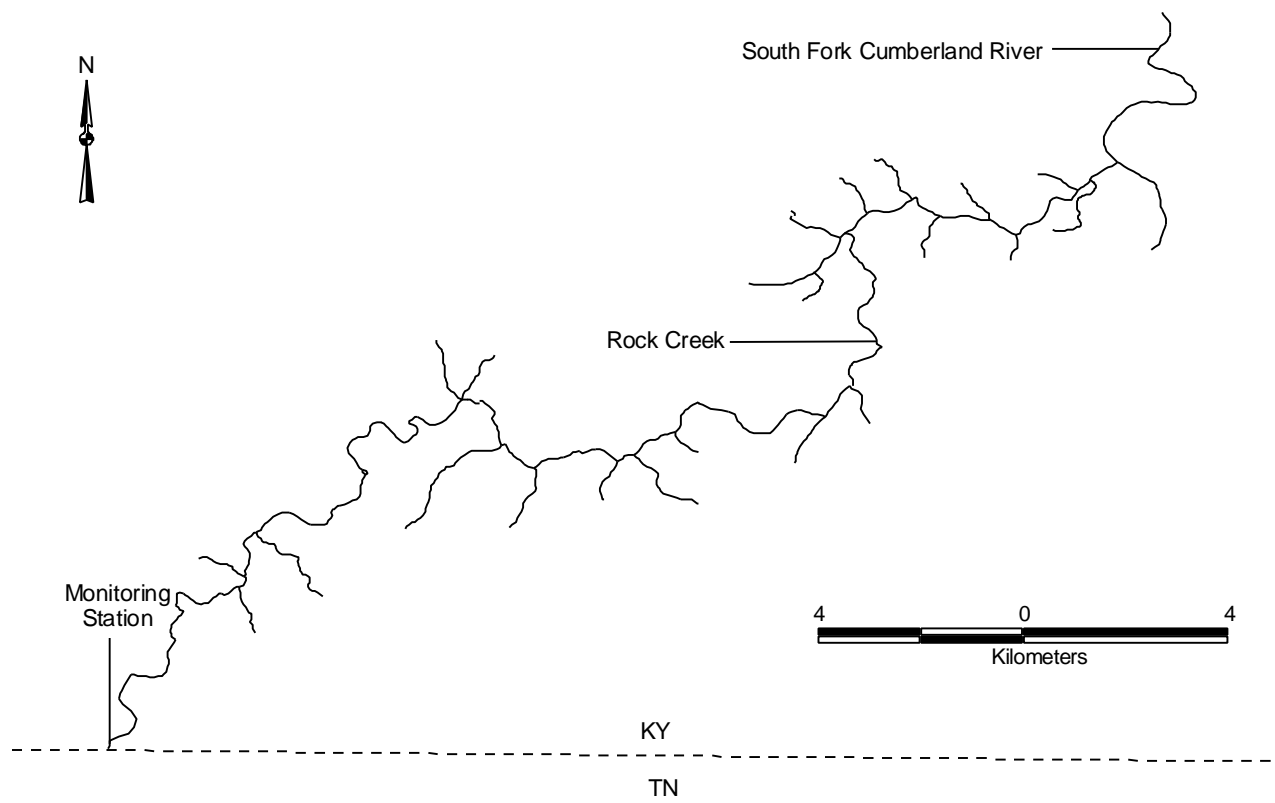 South Fork Cumberland River
N
Rock Creek
Monitoring
Station
4 0 4
Kilometers
KY
TN